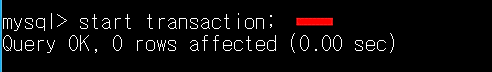 mysql> start transaction;
Query OK, 0 rows affected (0.00 sec)